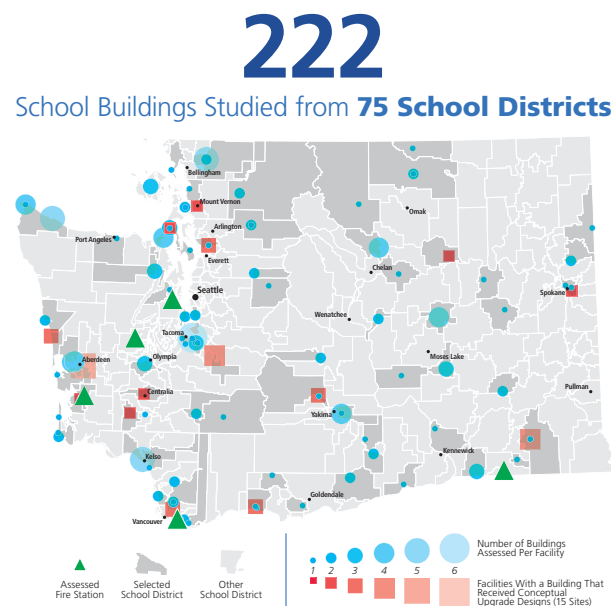 222
School Buildings Studied from 75 School Districts
Bellingham
Mount Vernon
Omak
Arlington
Port Angeles
Everett
Chelan
Seattle
Spokane
Wenatchee
Tacoma
Moses Lake
Olympia
Aberdeen
Pullman
Centralia
Yakima
Kennewick
Kelso
Goldendale
Vancouver
Number of Buildings
Assessed Per Facility
1 2 3 4 5 6
Facilities With a Building That
Received Conceptual
Upgrade Designs (15 Sites)
Assessed
Fire Station
Selected
School District
Other
School District